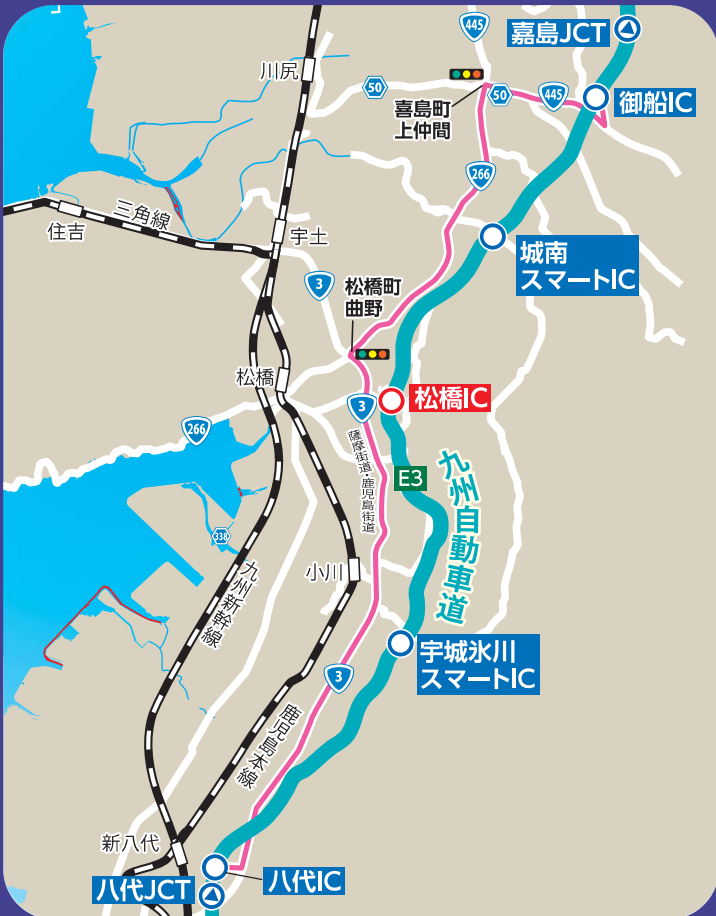 445
嘉島JCT
川尻
50
50
445
御船IC
喜島町
上仲間
266
三角線
住吉
宇土
城南
スマートIC
3
松橋町
曲野
松橋
松橋IC
3
266
薩摩街道・鹿児島街道
E3
九州自動車道
338
小川
九州新幹線
宇城氷川
スマートIC
3
鹿児島本線
新八代
八代JCT
八代IC